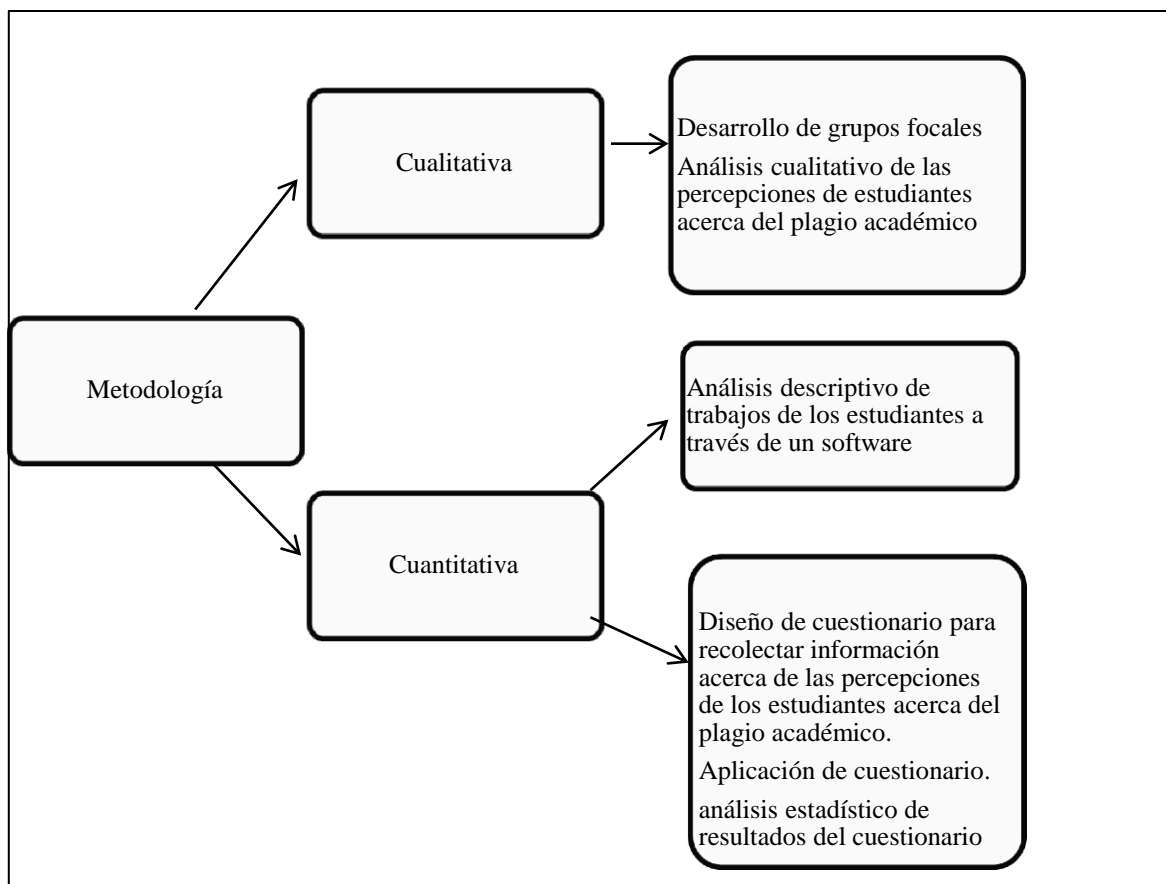 Cualitativa
Desarrollo de grupos focales
Análisis cualitativo de las
percepciones de estudiantes
acerca del plagio académico
Metodología
Análisis descriptivo de
trabajos de los estudiantes a
través de un software
Cuantitativa
Diseño de cuestionario para
recolectar información
acerca de las percepciones
de los estudiantes acerca del
plagio académico.
Aplicación de cuestionario.
análisis estadístico de
resultados del cuestionario